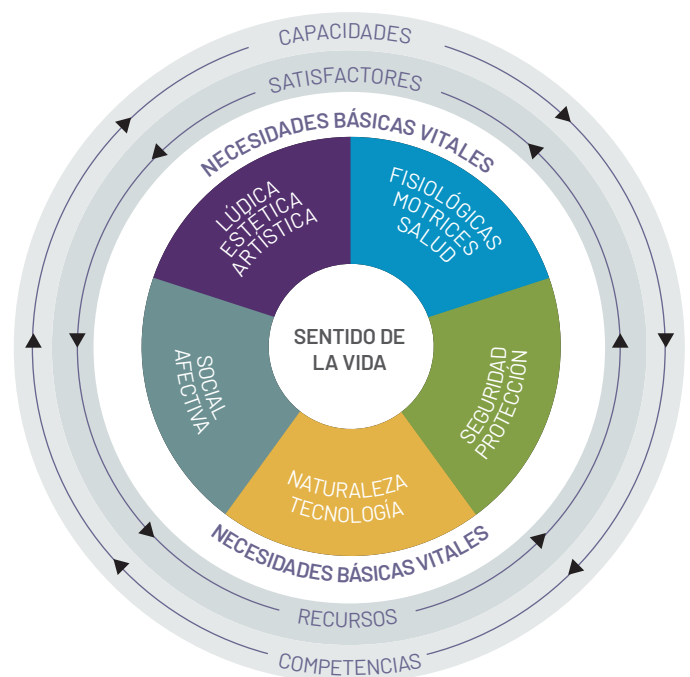 CAPACIDADES
SATISFACTORES
NECESIDADES BÁSICAS VITALES
LÚDICA
ESTÉTICA
ARTÍSTICA
FISIOLÓGICAS
MOTRICES
SALUD
SENTIDO DE
LA VIDA
SOCIAL
AFECTIVA
SEGURIDAD
PROTECCIÓN
NATURALEZA
TECNOLOGÍA
NECESIDADES BÁSICAS VITALES
RECURSOS
COMPETENCIAS